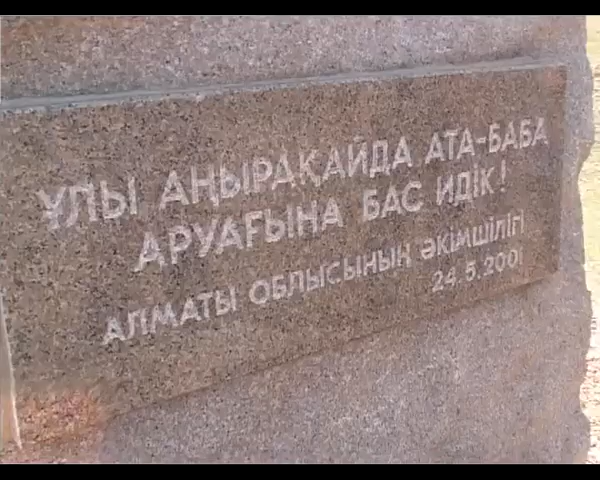 ҰЛЫ АҢЫРАҚАЙДА АТА-БАБА
АРУАҒЫНА БАС ИДІК!
АЛМАТЫ ОБЛЫСЫНЫҢ ӘКІМШІЛІГІ
24.5.2001